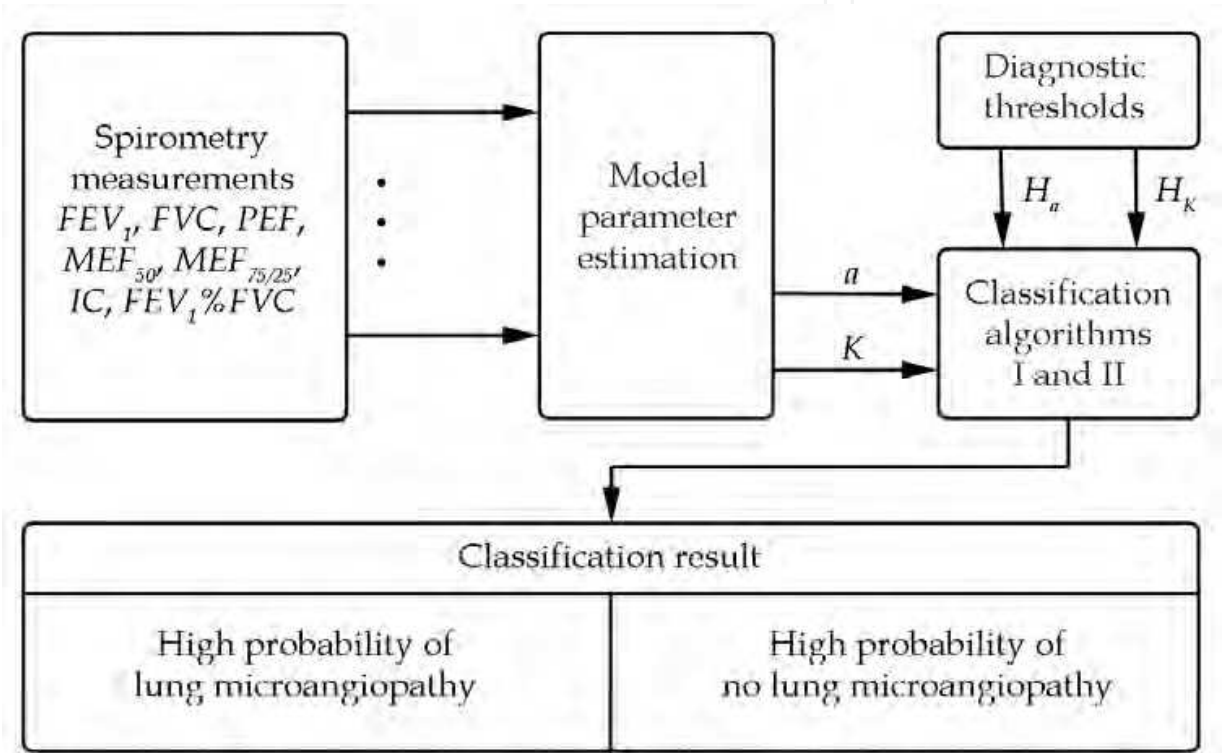 Spirometry
measurements
FEV₁, FVC, PEF,
MEF₅₀, MEF₇₅/₂₅,
IC, FEV₁%FVC
Model
parameter
estimation
Diagnostic
thresholds
Hₐ
H_K
a
K
Classification
algorithms
I and II
Classification result
High probability of
lung microangiopathy
High probability of
no lung microangiopathy